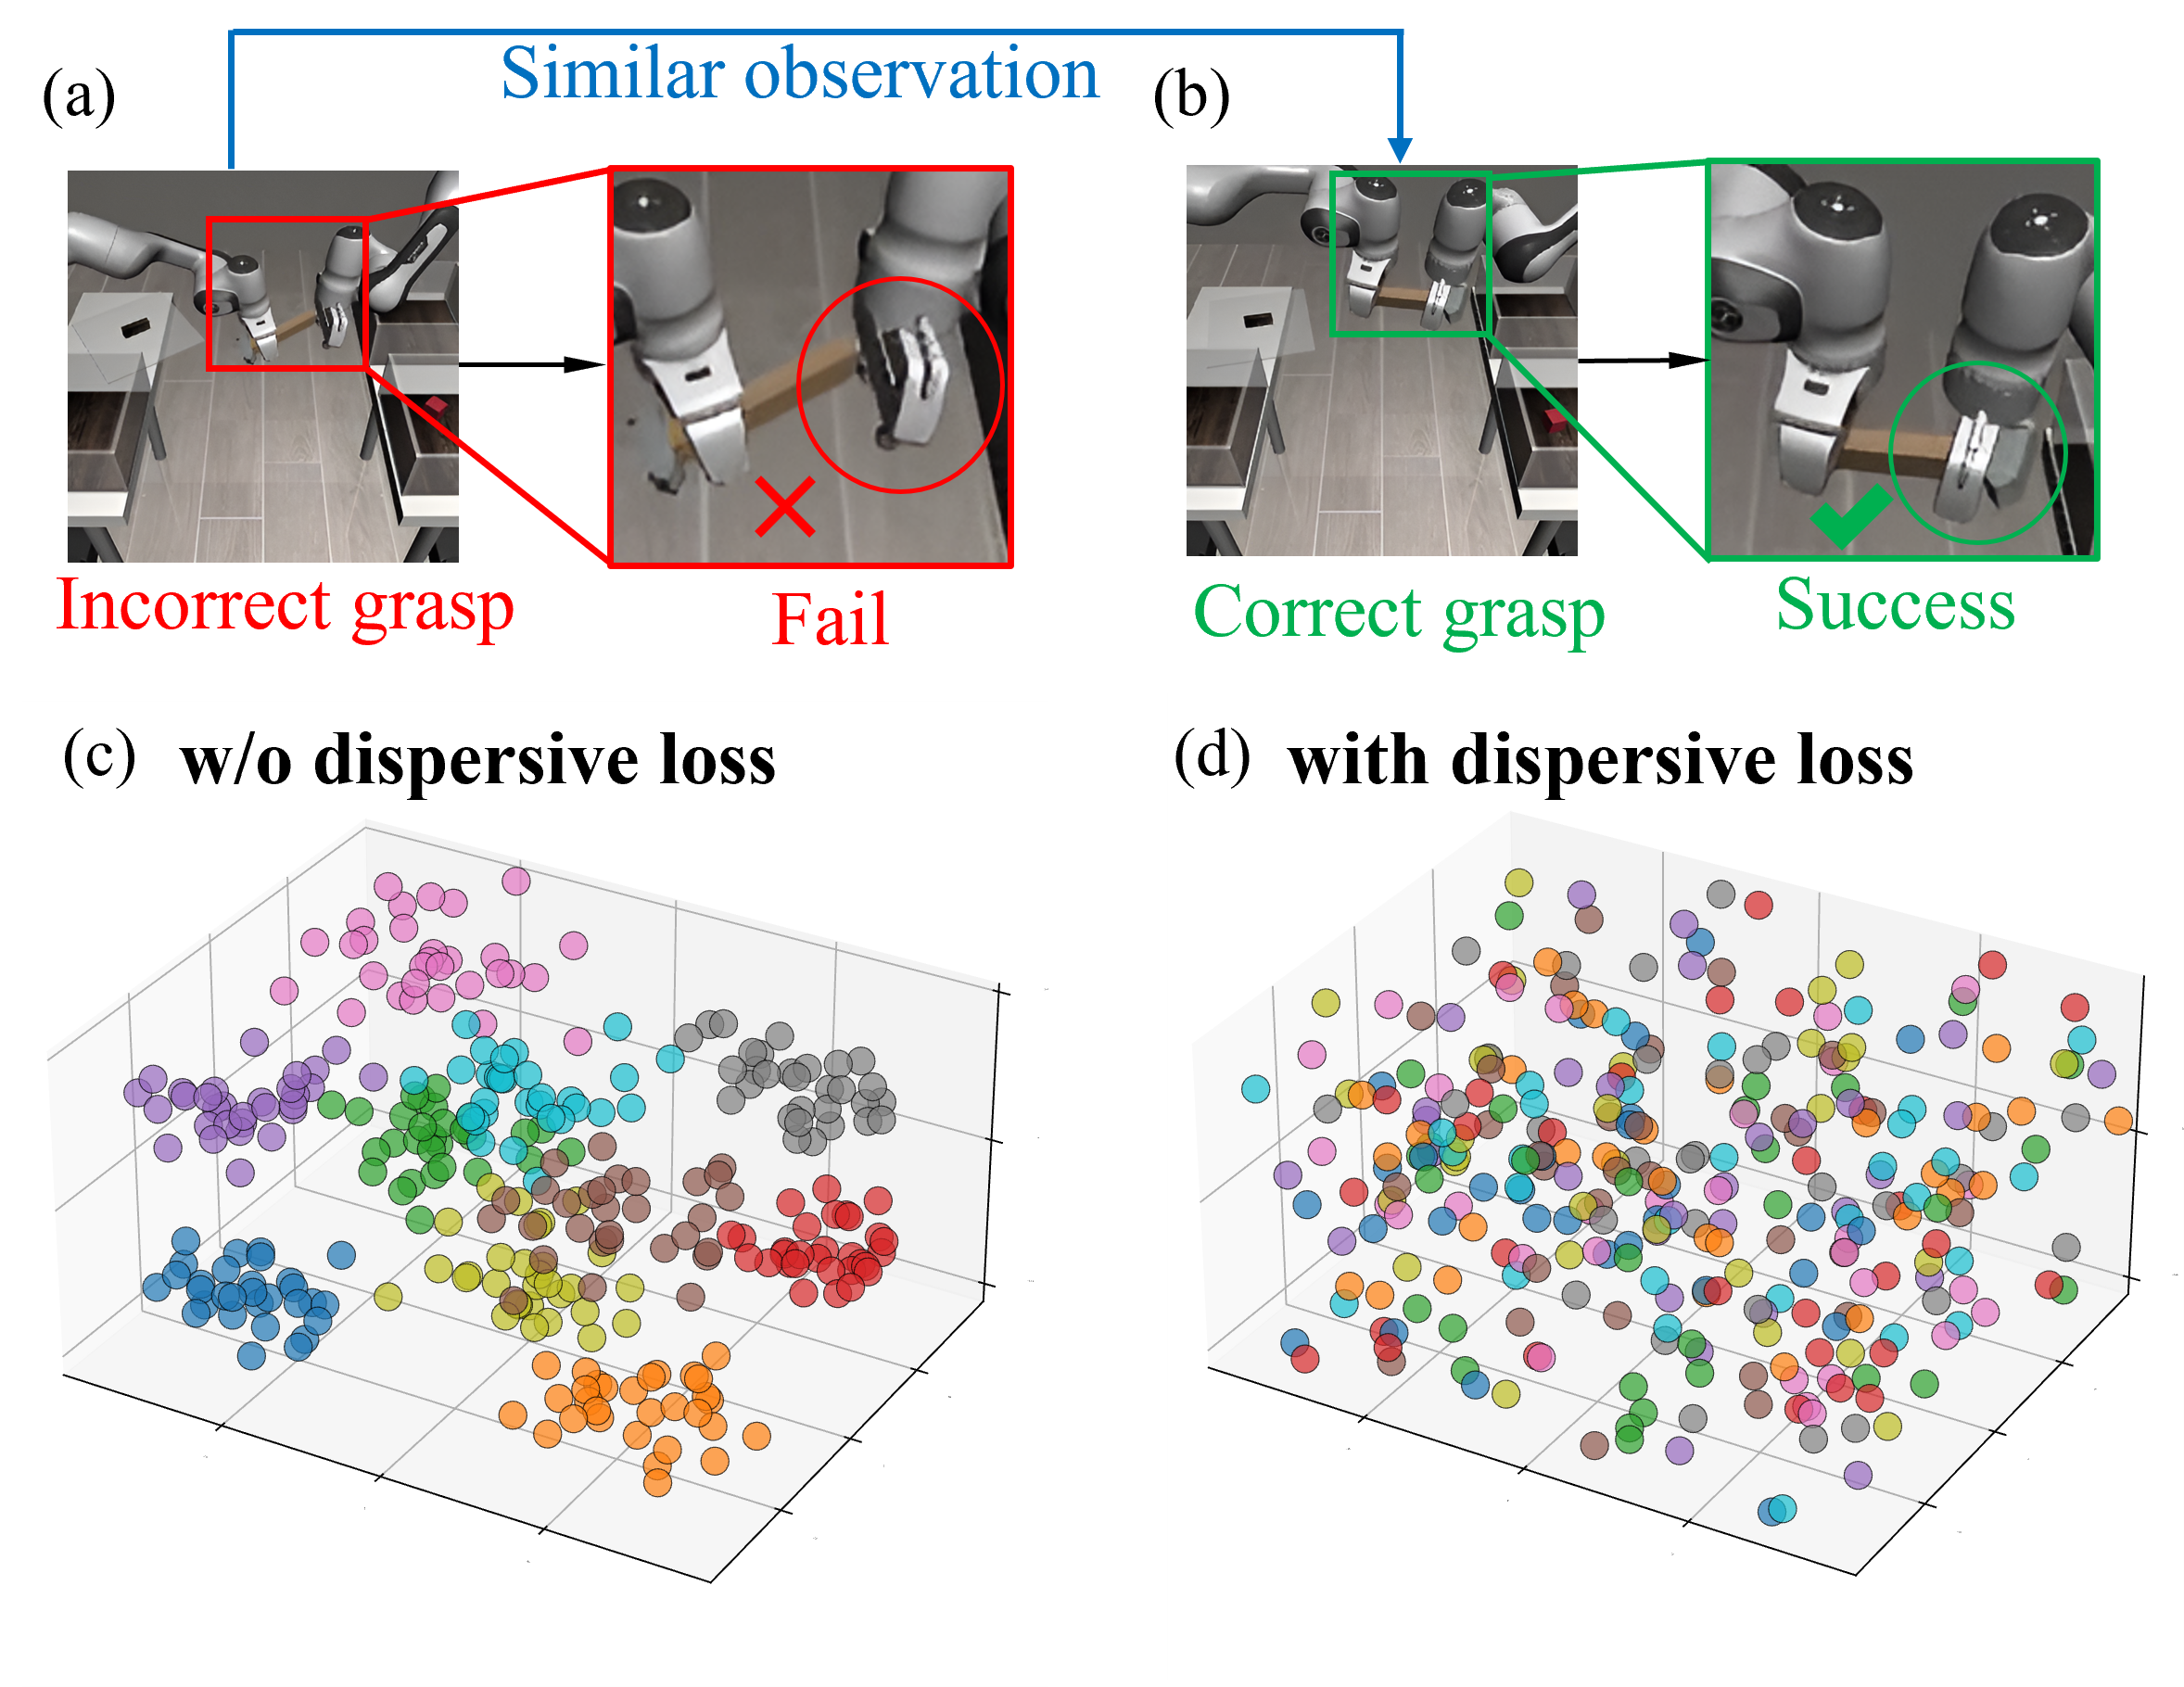 Similar observation
(a)
(b)
Incorrect grasp
Fail
Correct grasp
Success
(c) w/o dispersive loss
(d) with dispersive loss